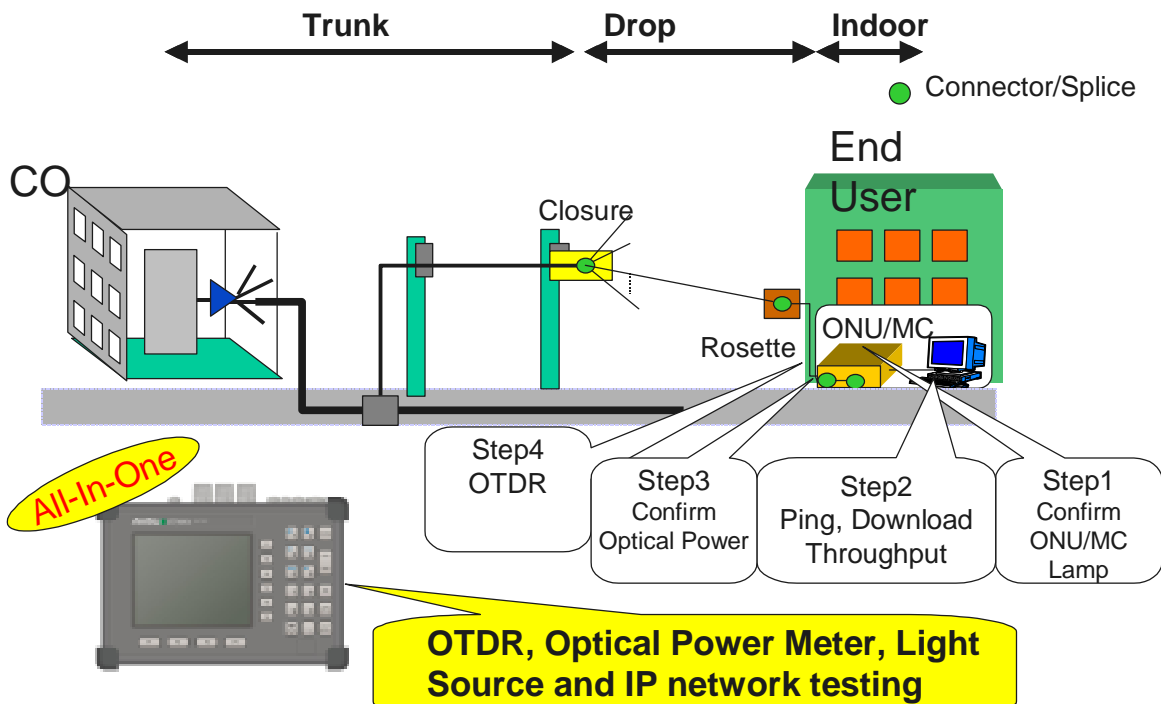 Trunk
Drop
Indoor
Connector/Splice
CO
End
User
Closure
ONU/MC
Rosette
Step4
OTDR
Step3
Confirm
Optical Power
Step2
Ping, Download
Throughput
Step1
Confirm
ONU/MC
Lamp
All-In-One
OTDR, Optical Power Meter, Light
Source and IP network testing